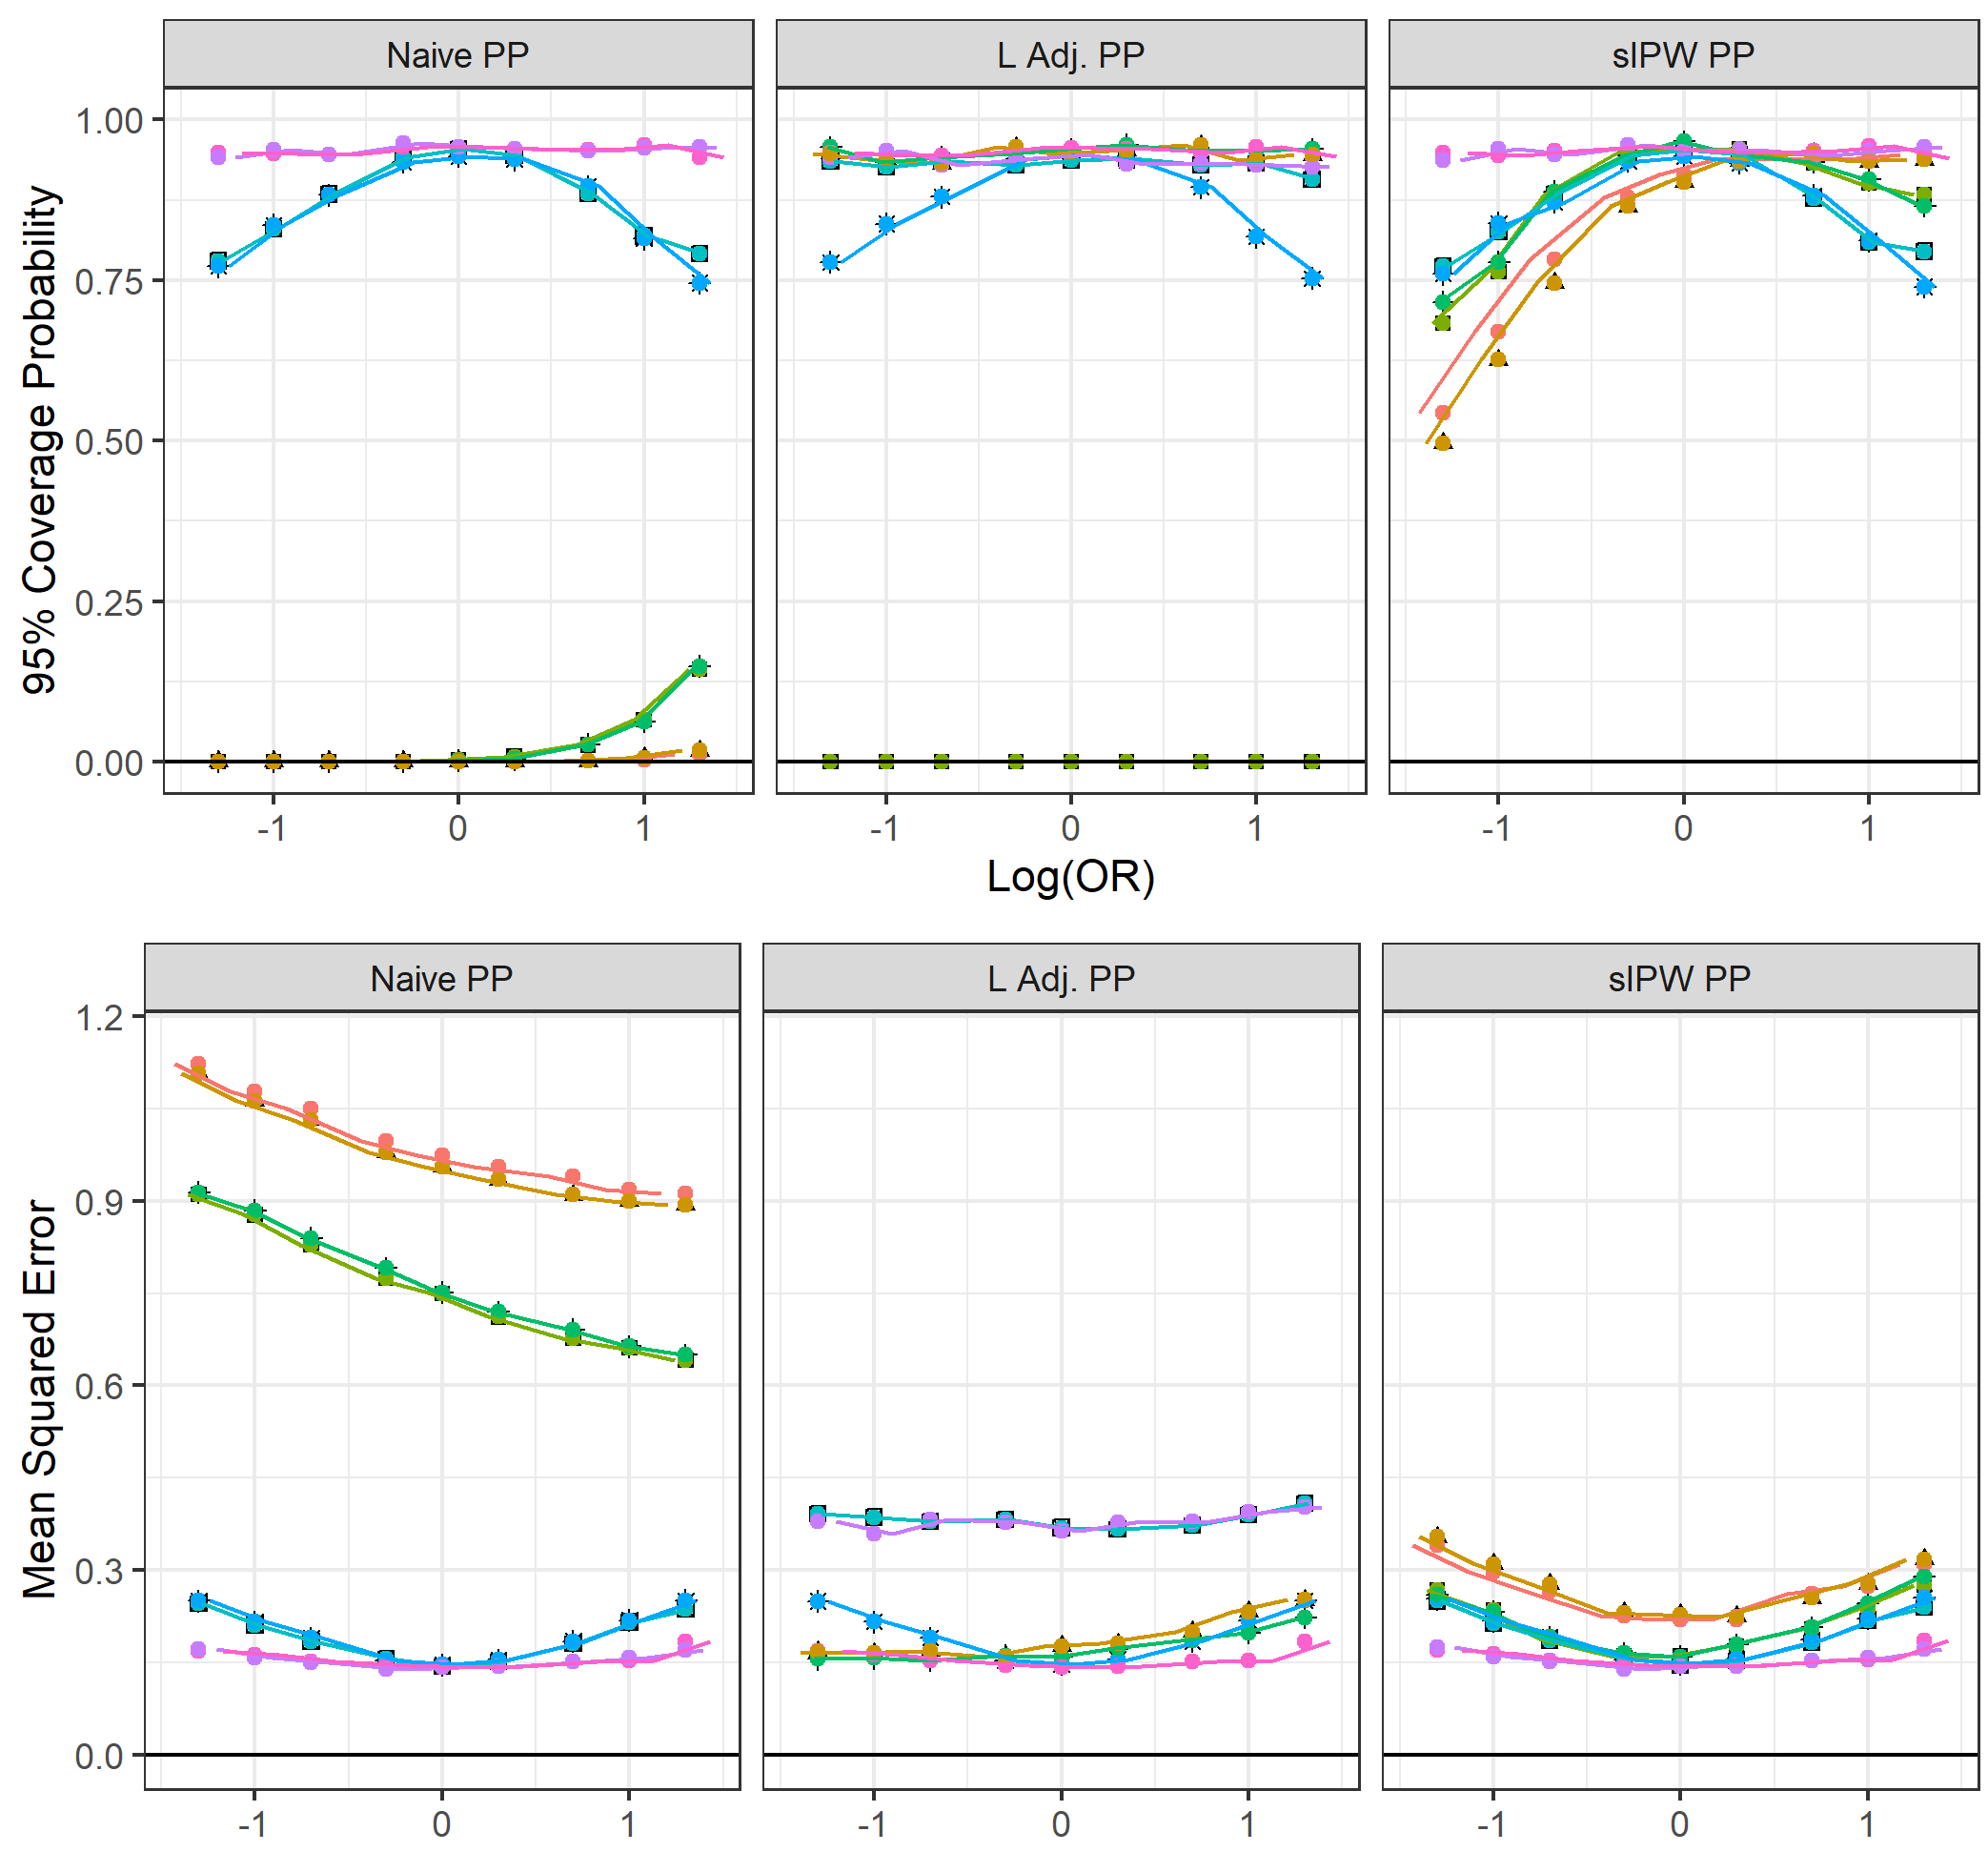 Naive PP
L Adj. PP
sIPW PP
95% Coverage Probability
1.00
0.75
0.50
0.25
0.00
-1 0 1
-1 0 1
-1 0 1
Log(OR)
Naive PP
L Adj. PP
sIPW PP
Mean Squared Error
1.2
0.9
0.6
0.3
0.0
-1 0 1
-1 0 1
-1 0 1